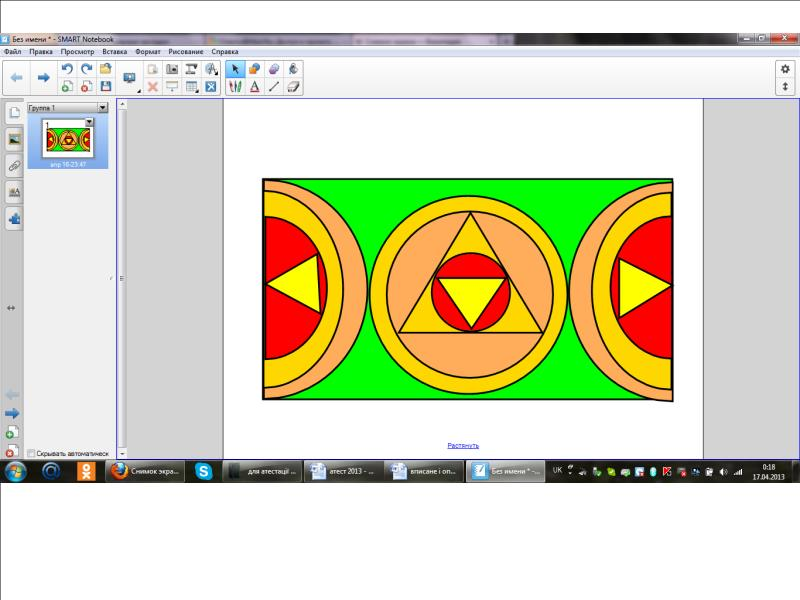 Без имени * - SMART Notebook
Файл Правка Просмотр Вставка Формат Рисование Справка
Группа 1
1
апр 16-23:47
Растянуть
Скрывать автоматическ
Снимок экра...
для атестації ...
атест 2013 - ...
вписане і оп...
Без имени * -...
UK
0:18
17.04.2013